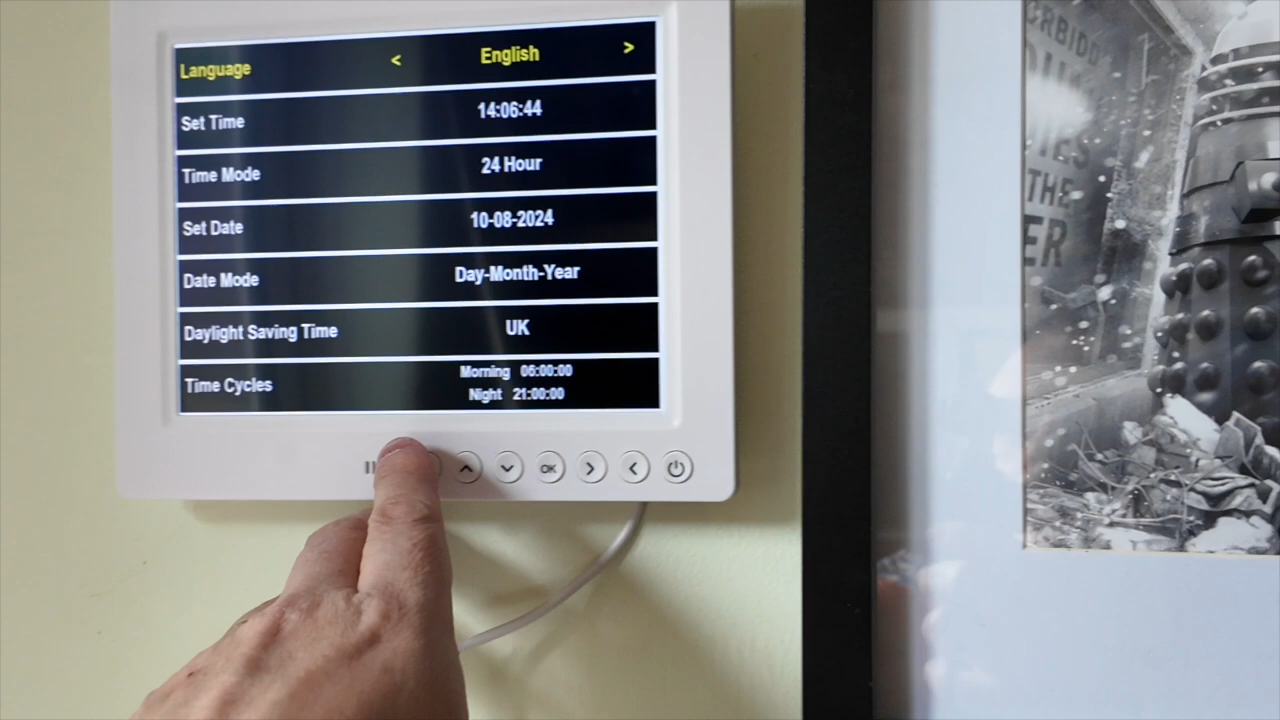 Language < English >
Set Time 14:06:44
Time Mode 24 Hour
Set Date 10-08-2024
Date Mode Day-Month-Year
Daylight Saving Time UK
Time Cycles Morning 06:00:00
Night 21:00:00
OK
THE